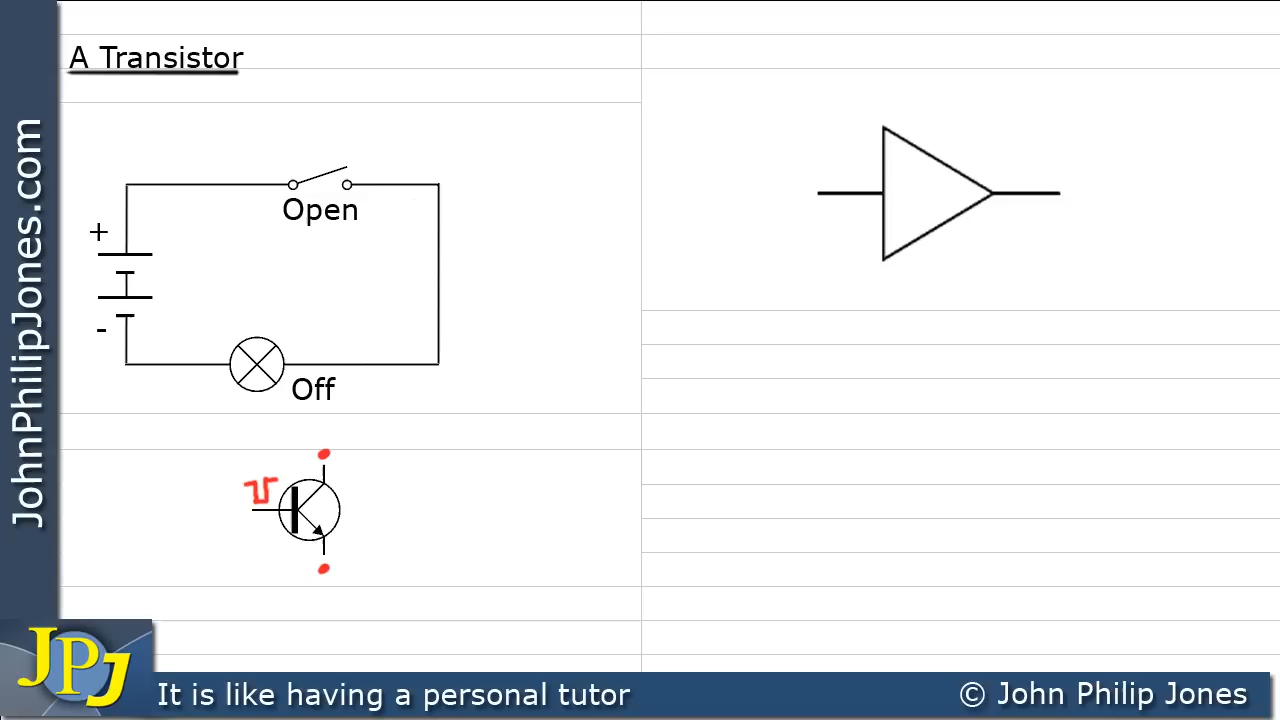 A Transistor
Open
+
-
Off
JohnPhilipJones.com
JPJ
It is like having a personal tutor
© John Philip Jones